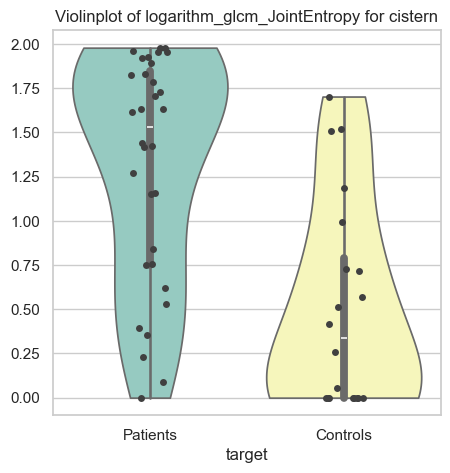 Violinplot of logarithm_glcm_JointEntropy for cistern
2.00
1.75
1.50
1.25
1.00
0.75
0.50
0.25
0.00
Patients
Controls
target